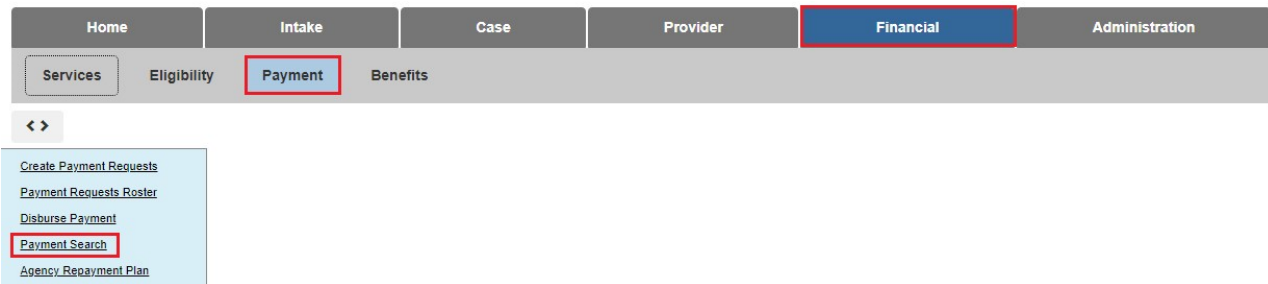 Home Intake Case Provider Financial Administration
Services Eligibility Payment Benefits
Create Payment Requests
Payment Requests Roster
Disburse Payment
Payment Search
Agency Repayment Plan